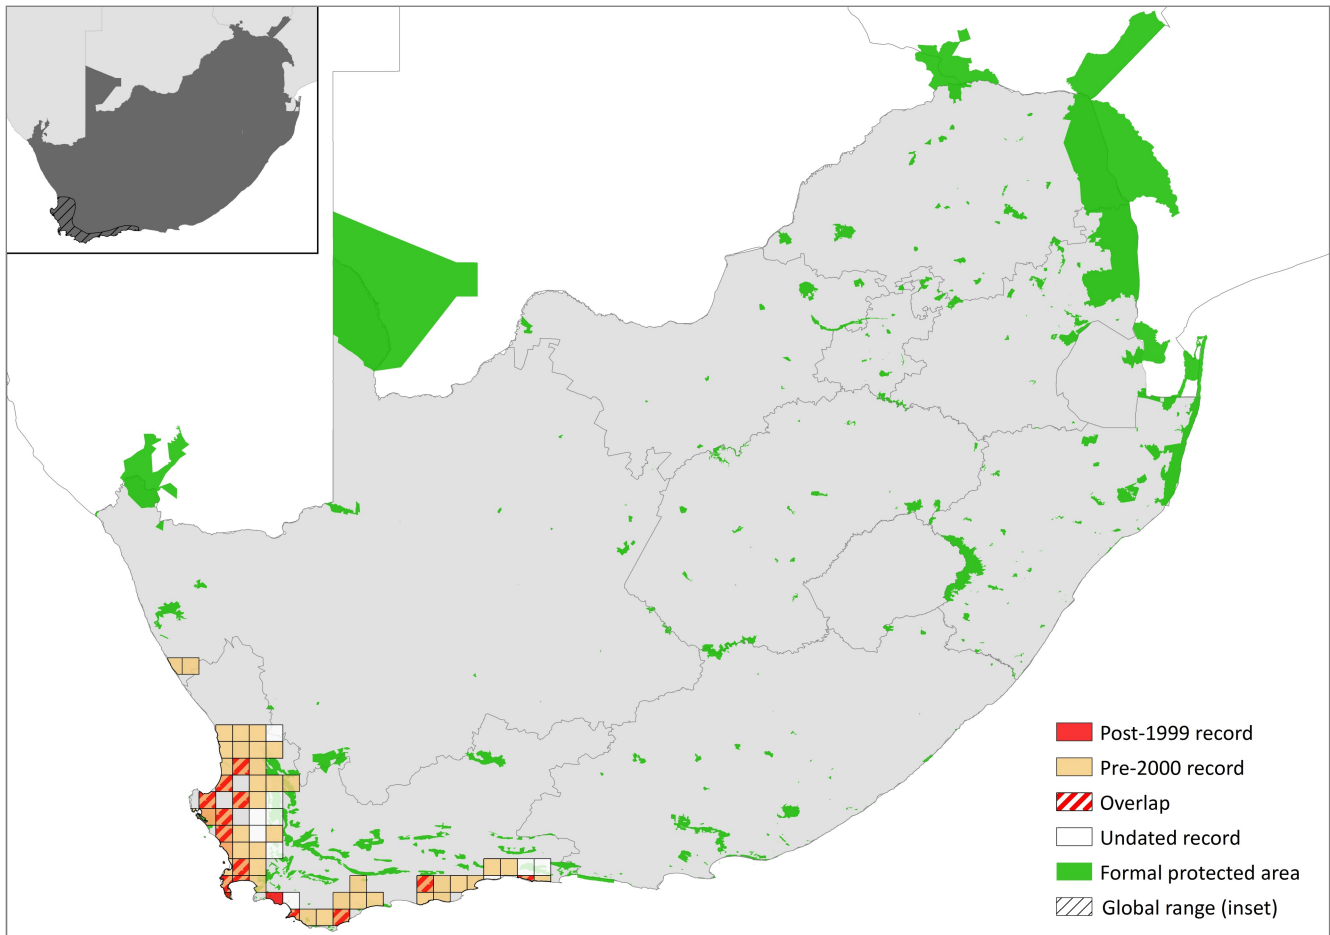 Post-1999 record
Pre-2000 record
Overlap
Undated record
Formal protected area
Global range (inset)